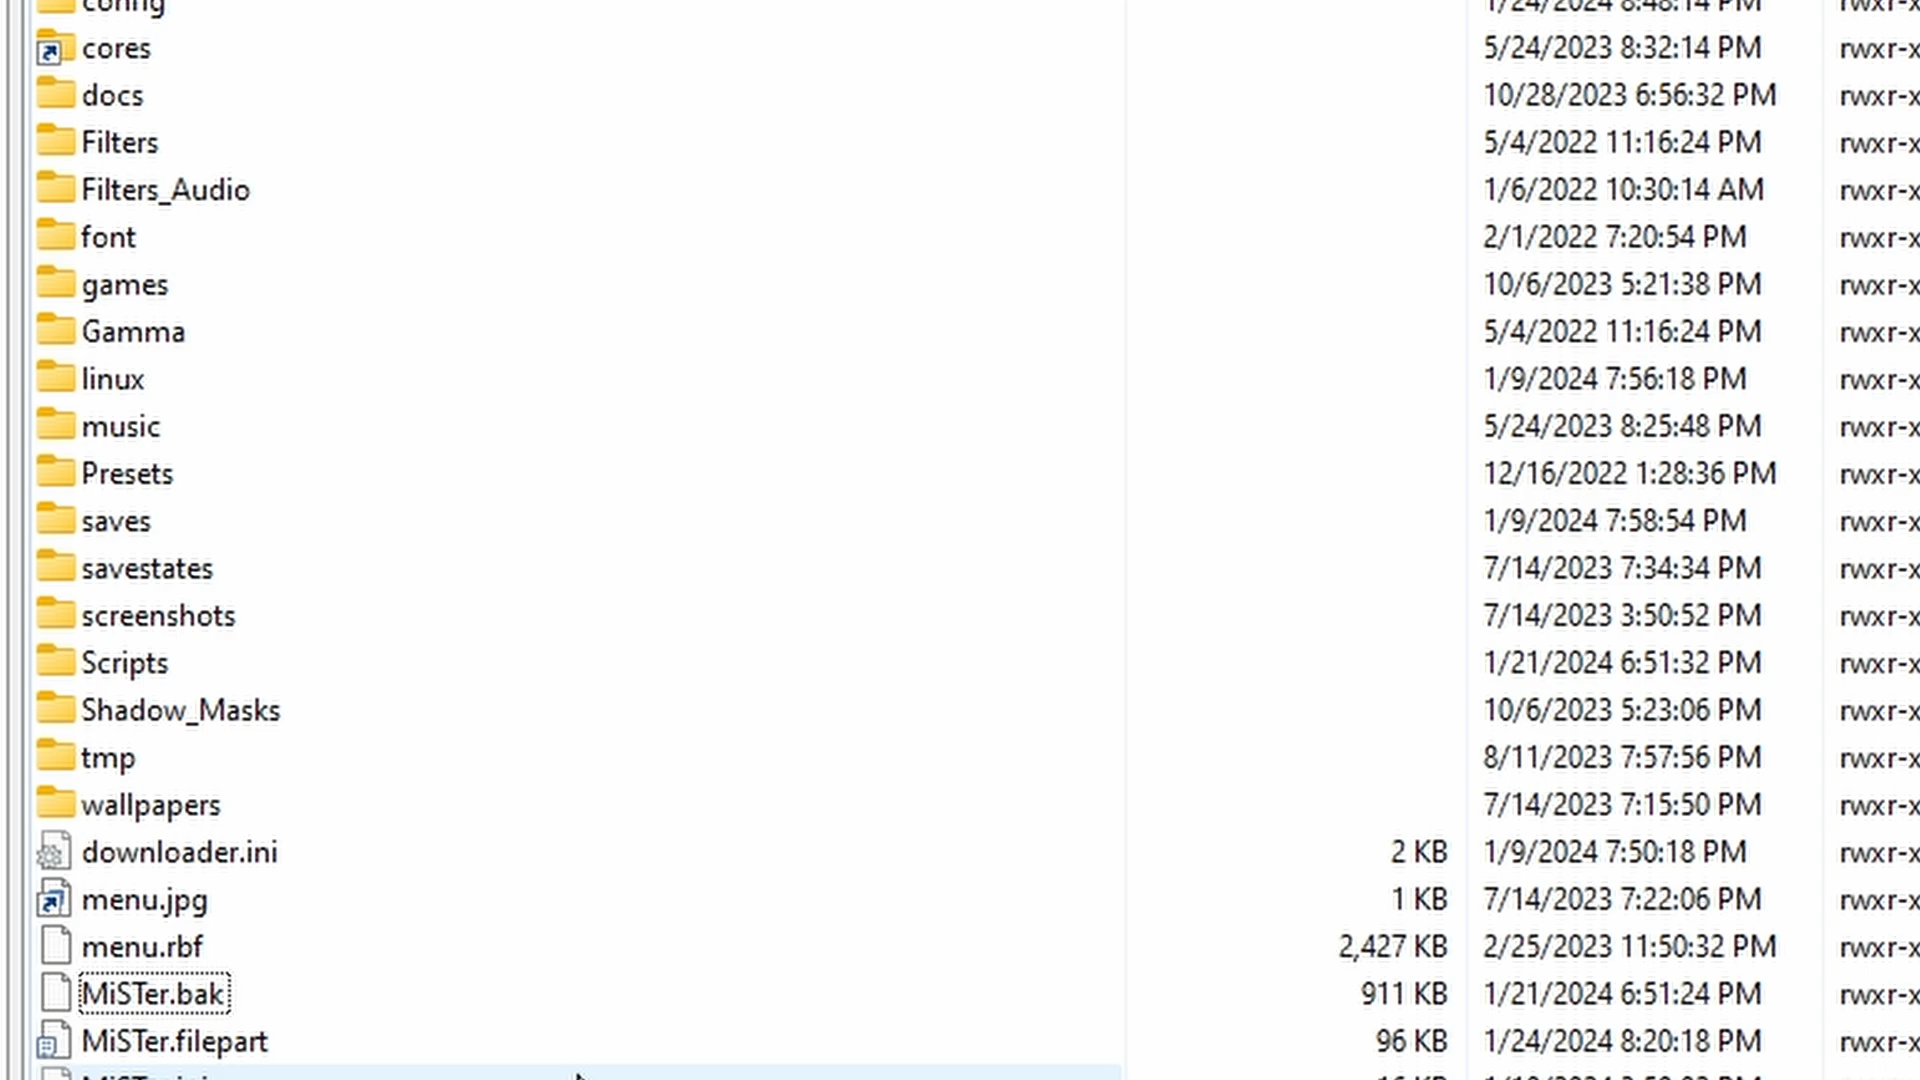 config 1/24/2024 8:48:14 PM
cores 5/24/2023 8:32:14 PM rwxr-x
docs 10/28/2023 6:56:32 PM rwxr-x
Filters 5/4/2022 11:16:24 PM rwxr-x
Filters_Audio 1/6/2022 10:30:14 AM rwxr-x
font 2/1/2022 7:20:54 PM rwxr-x
games 10/6/2023 5:21:38 PM rwxr-x
Gamma 5/4/2022 11:16:24 PM rwxr-x
linux 1/9/2024 7:56:18 PM rwxr-x
music 5/24/2023 8:25:48 PM rwxr-x
Presets 12/16/2022 1:28:36 PM rwxr-x
saves 1/9/2024 7:58:54 PM rwxr-x
savestates 7/14/2023 7:34:34 PM rwxr-x
screenshots 7/14/2023 3:50:52 PM rwxr-x
Scripts 1/21/2024 6:51:32 PM rwxr-x
Shadow_Masks 10/6/2023 5:23:06 PM rwxr-x
tmp 8/11/2023 7:57:56 PM rwxr-x
wallpapers 7/14/2023 7:15:50 PM rwxr-x
downloader.ini 2 KB 1/9/2024 7:50:18 PM rwxr-x
menu.jpg 1 KB 7/14/2023 7:22:06 PM rwxr-x
menu.rbf 2,427 KB 2/25/2023 11:50:32 PM rwxr-x
MiSTer.bak 911 KB 1/21/2024 6:51:24 PM rwxr-x
MiSTer.filepart 96 KB 1/24/2024 8:20:18 PM rwxr-x